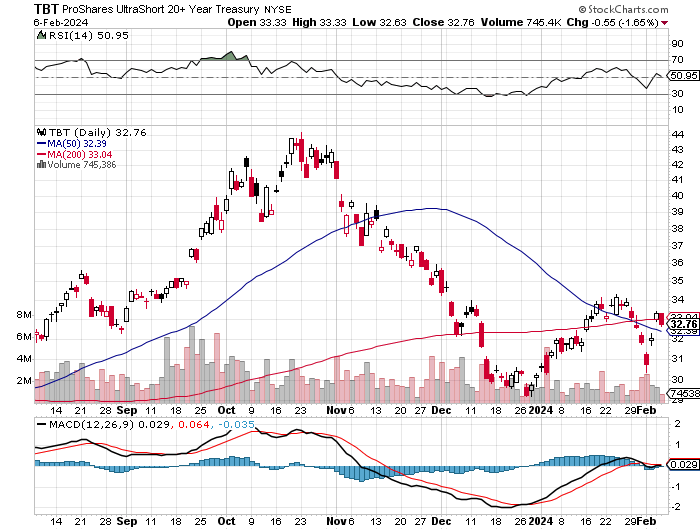 TBT ProShares UltraShort 20+ Year Treasury NYSE © StockCharts.com
6-Feb-2024 Open 33.33 High 33.33 Low 32.63 Close 32.76 Volume 745.4K Chg -0.55 (-1.65%)
RSI(14) 50.95
90
70
50.95
30
10
TBT (Daily) 32.76
MA(50) 32.39
MA(200) 33.04
Volume 745,386
44
43
42
41
40
39
38
37
36
35
34
33.04
32.76
32.39
32
31
30
29
8M
6M
4M
2M
745386
14 21 28 Sep 11 18 25 Oct 9 16 23 Nov 6 13 20 27 Dec 11 18 26 2024 8 16 22 29 Feb
MACD(12,26,9) 0.029, 0.064, -0.035
2
1
0.029
-1
-2
14 21 28 Sep 11 18 25 Oct 9 16 23 Nov 6 13 20 27 Dec 11 18 26 2024 8 16 22 29 Feb